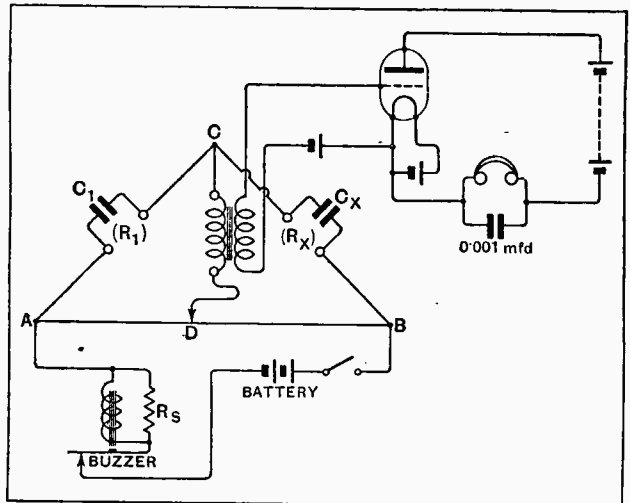 C
C1
(R1)
CX
(RX)
0·001 mfd
A
D
B
BATTERY
RS
BUZZER